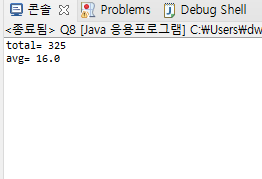 콘솔 Problems Debug Shell
<종료됨> Q8 [Java 응용프로그램] C:₩Users₩dw
total= 325
avg= 16.0